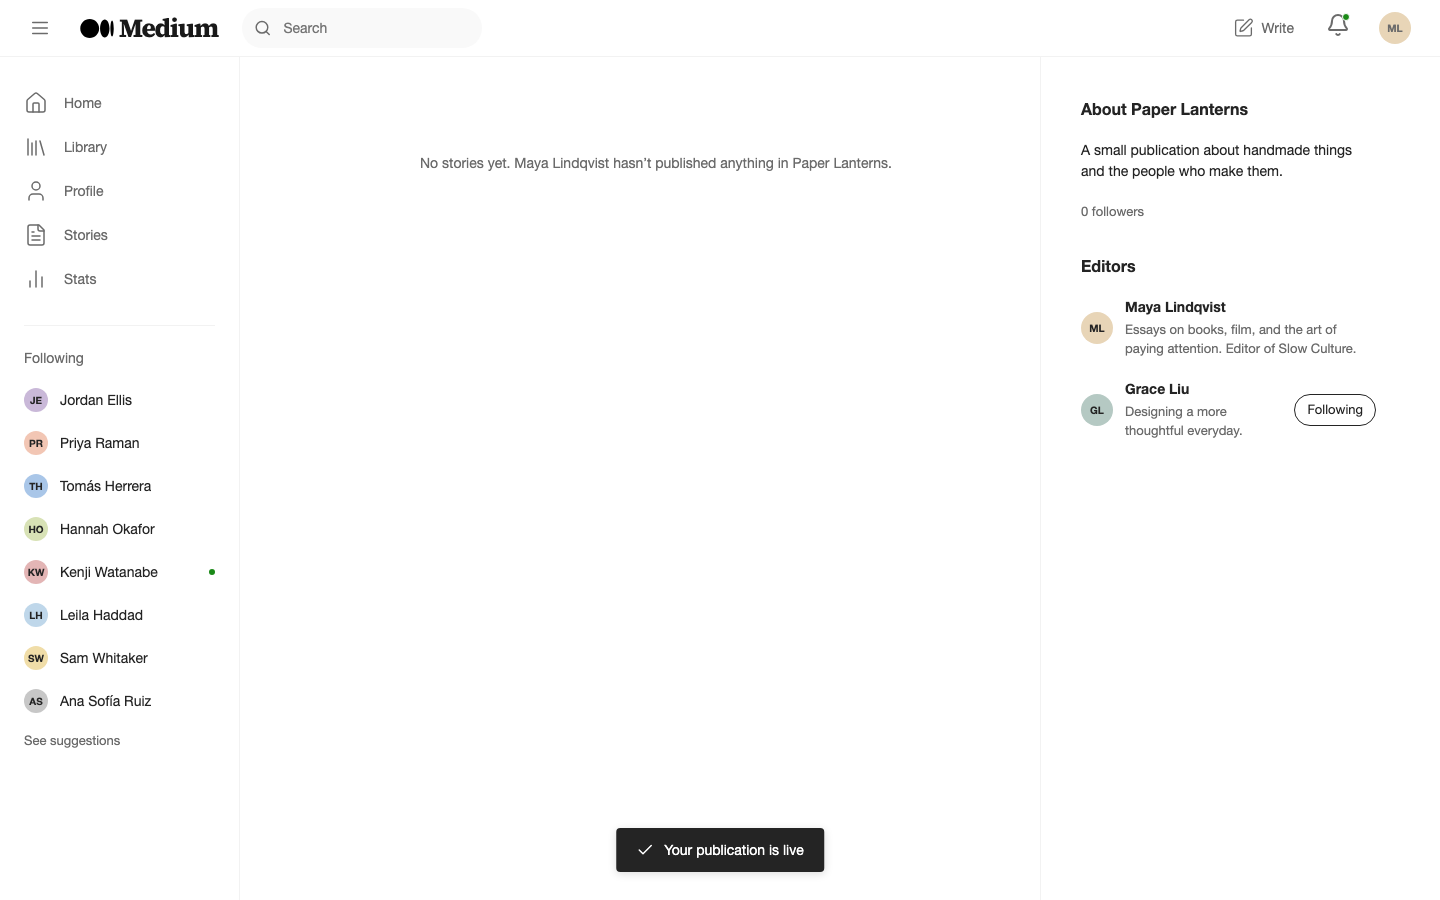 Medium
Search
Write
ML
Home
Library
Profile
Stories
Stats
Following
JE Jordan Ellis
PR Priya Raman
TH Tomás Herrera
HO Hannah Okafor
KW Kenji Watanabe
LH Leila Haddad
SW Sam Whitaker
AS Ana Sofía Ruiz
See suggestions
No stories yet. Maya Lindqvist hasn’t published anything in Paper Lanterns.
About Paper Lanterns
A small publication about handmade things
and the people who make them.
0 followers
Editors
ML
Maya Lindqvist
Essays on books, film, and the art of
paying attention. Editor of Slow Culture.
GL
Grace Liu
Designing a more
thoughtful everyday.
Following
Your publication is live